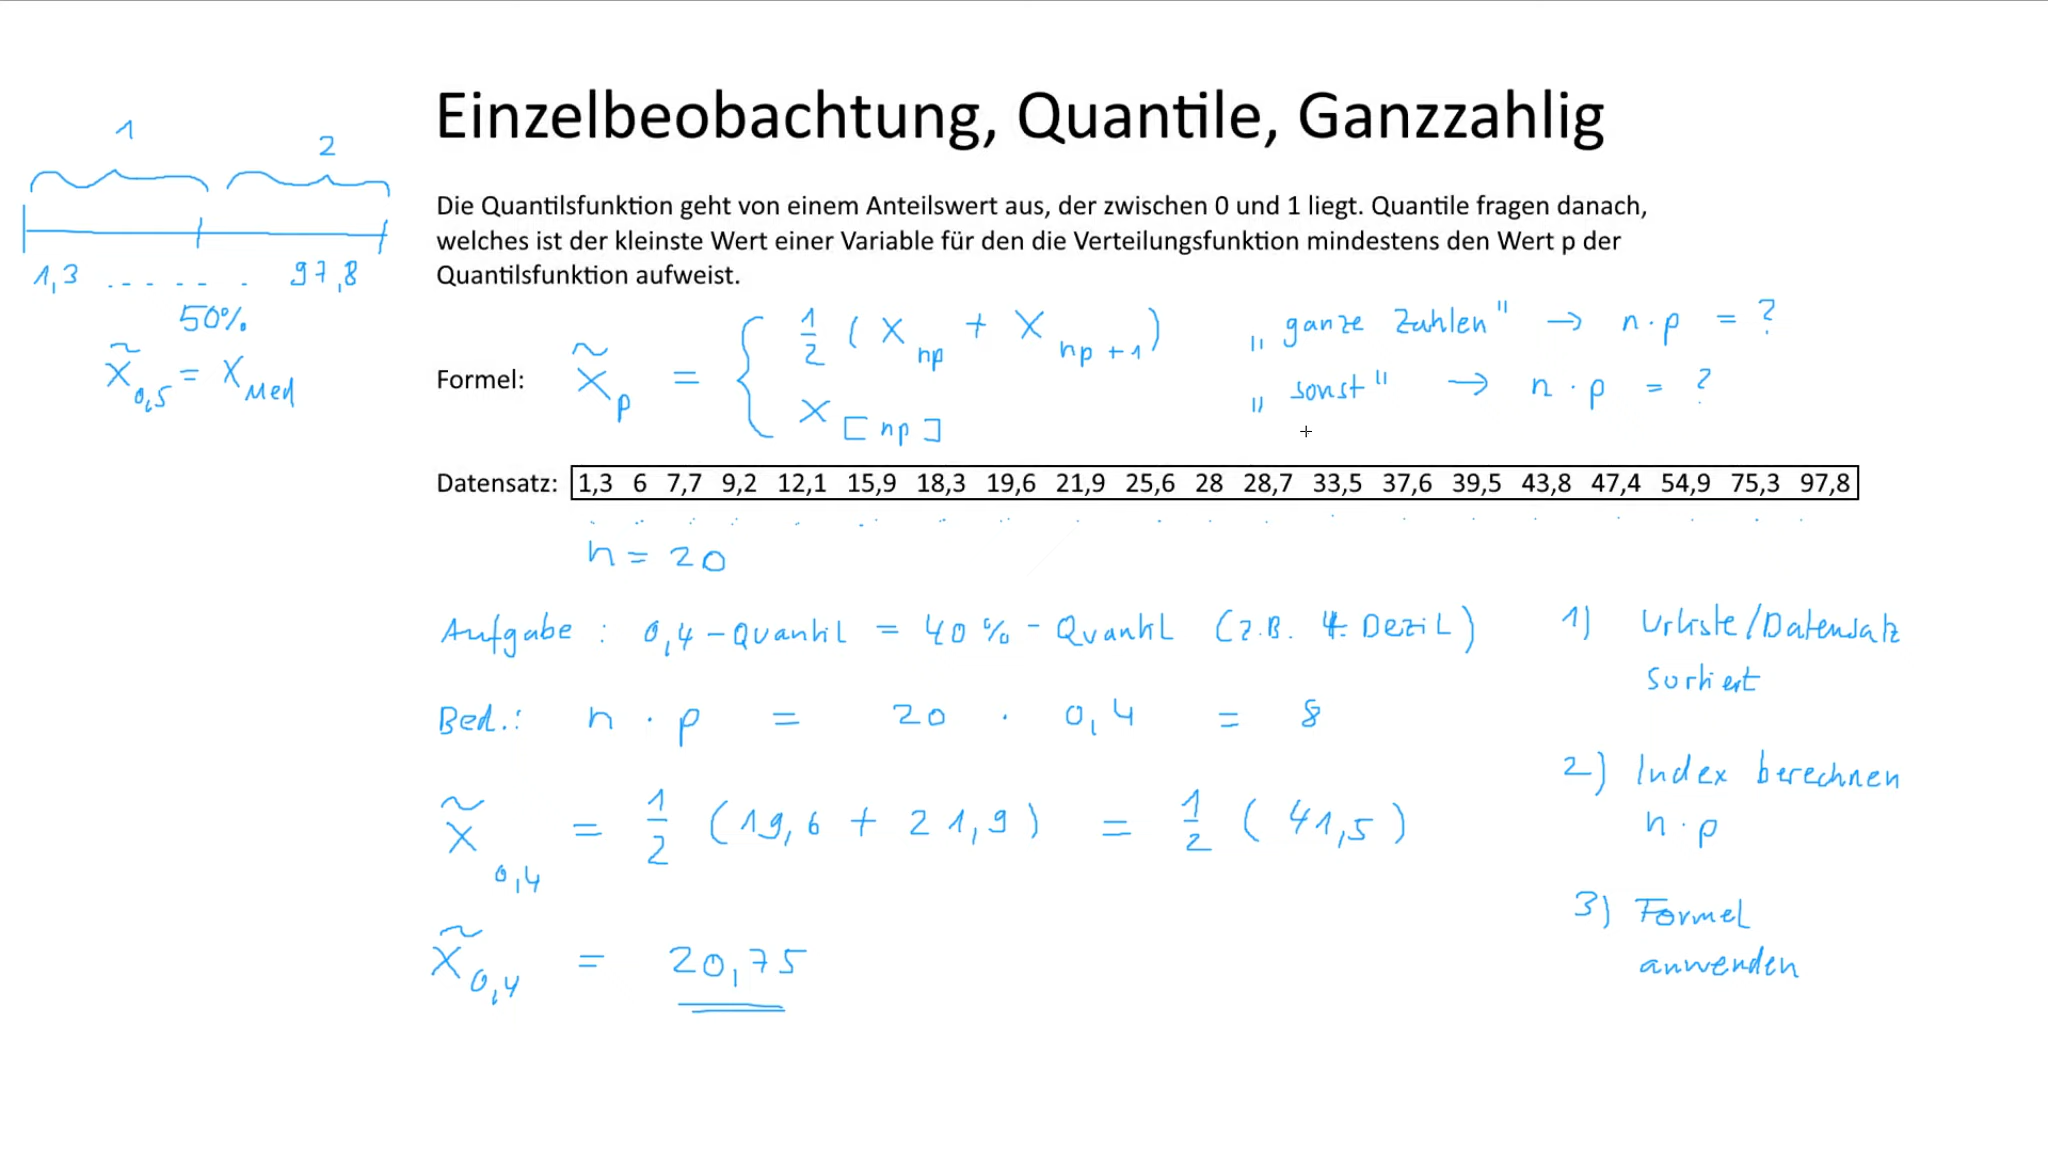 Einzelbeobachtung, Quantile, Ganzzahlig
1
2
1,3 . . . . . . 97,8
50%
x̃0,5 = xMed
Die Quantilsfunktion geht von einem Anteilswert aus, der zwischen 0 und 1 liegt. Quantile fragen danach,
welches ist der kleinste Wert einer Variable für den die Verteilungsfunktion mindestens den Wert p der
Quantilsfunktion aufweist.
Formel: x̃p = {
1/2 (xnp + xnp+1) "ganze Zahlen" → n·p = ?
x[np] "sonst" → n·p = ?
Datensatz: 1,3 6 7,7 9,2 12,1 15,9 18,3 19,6 21,9 25,6 28 28,7 33,5 37,6 39,5 43,8 47,4 54,9 75,3 97,8
n = 20
Aufgabe: 0,4-Quantil = 40%-Quantil (z.B. 4. Dezil)
Bed.: n · p = 20 · 0,4 = 8
x̃0,4 = 1/2 (19,6 + 21,9) = 1/2 (41,5)
x̃0,4 = 20,75
1) Urliste/Datensatz
sortiert
2) Index berechnen
n·p
3) Formel
anwenden